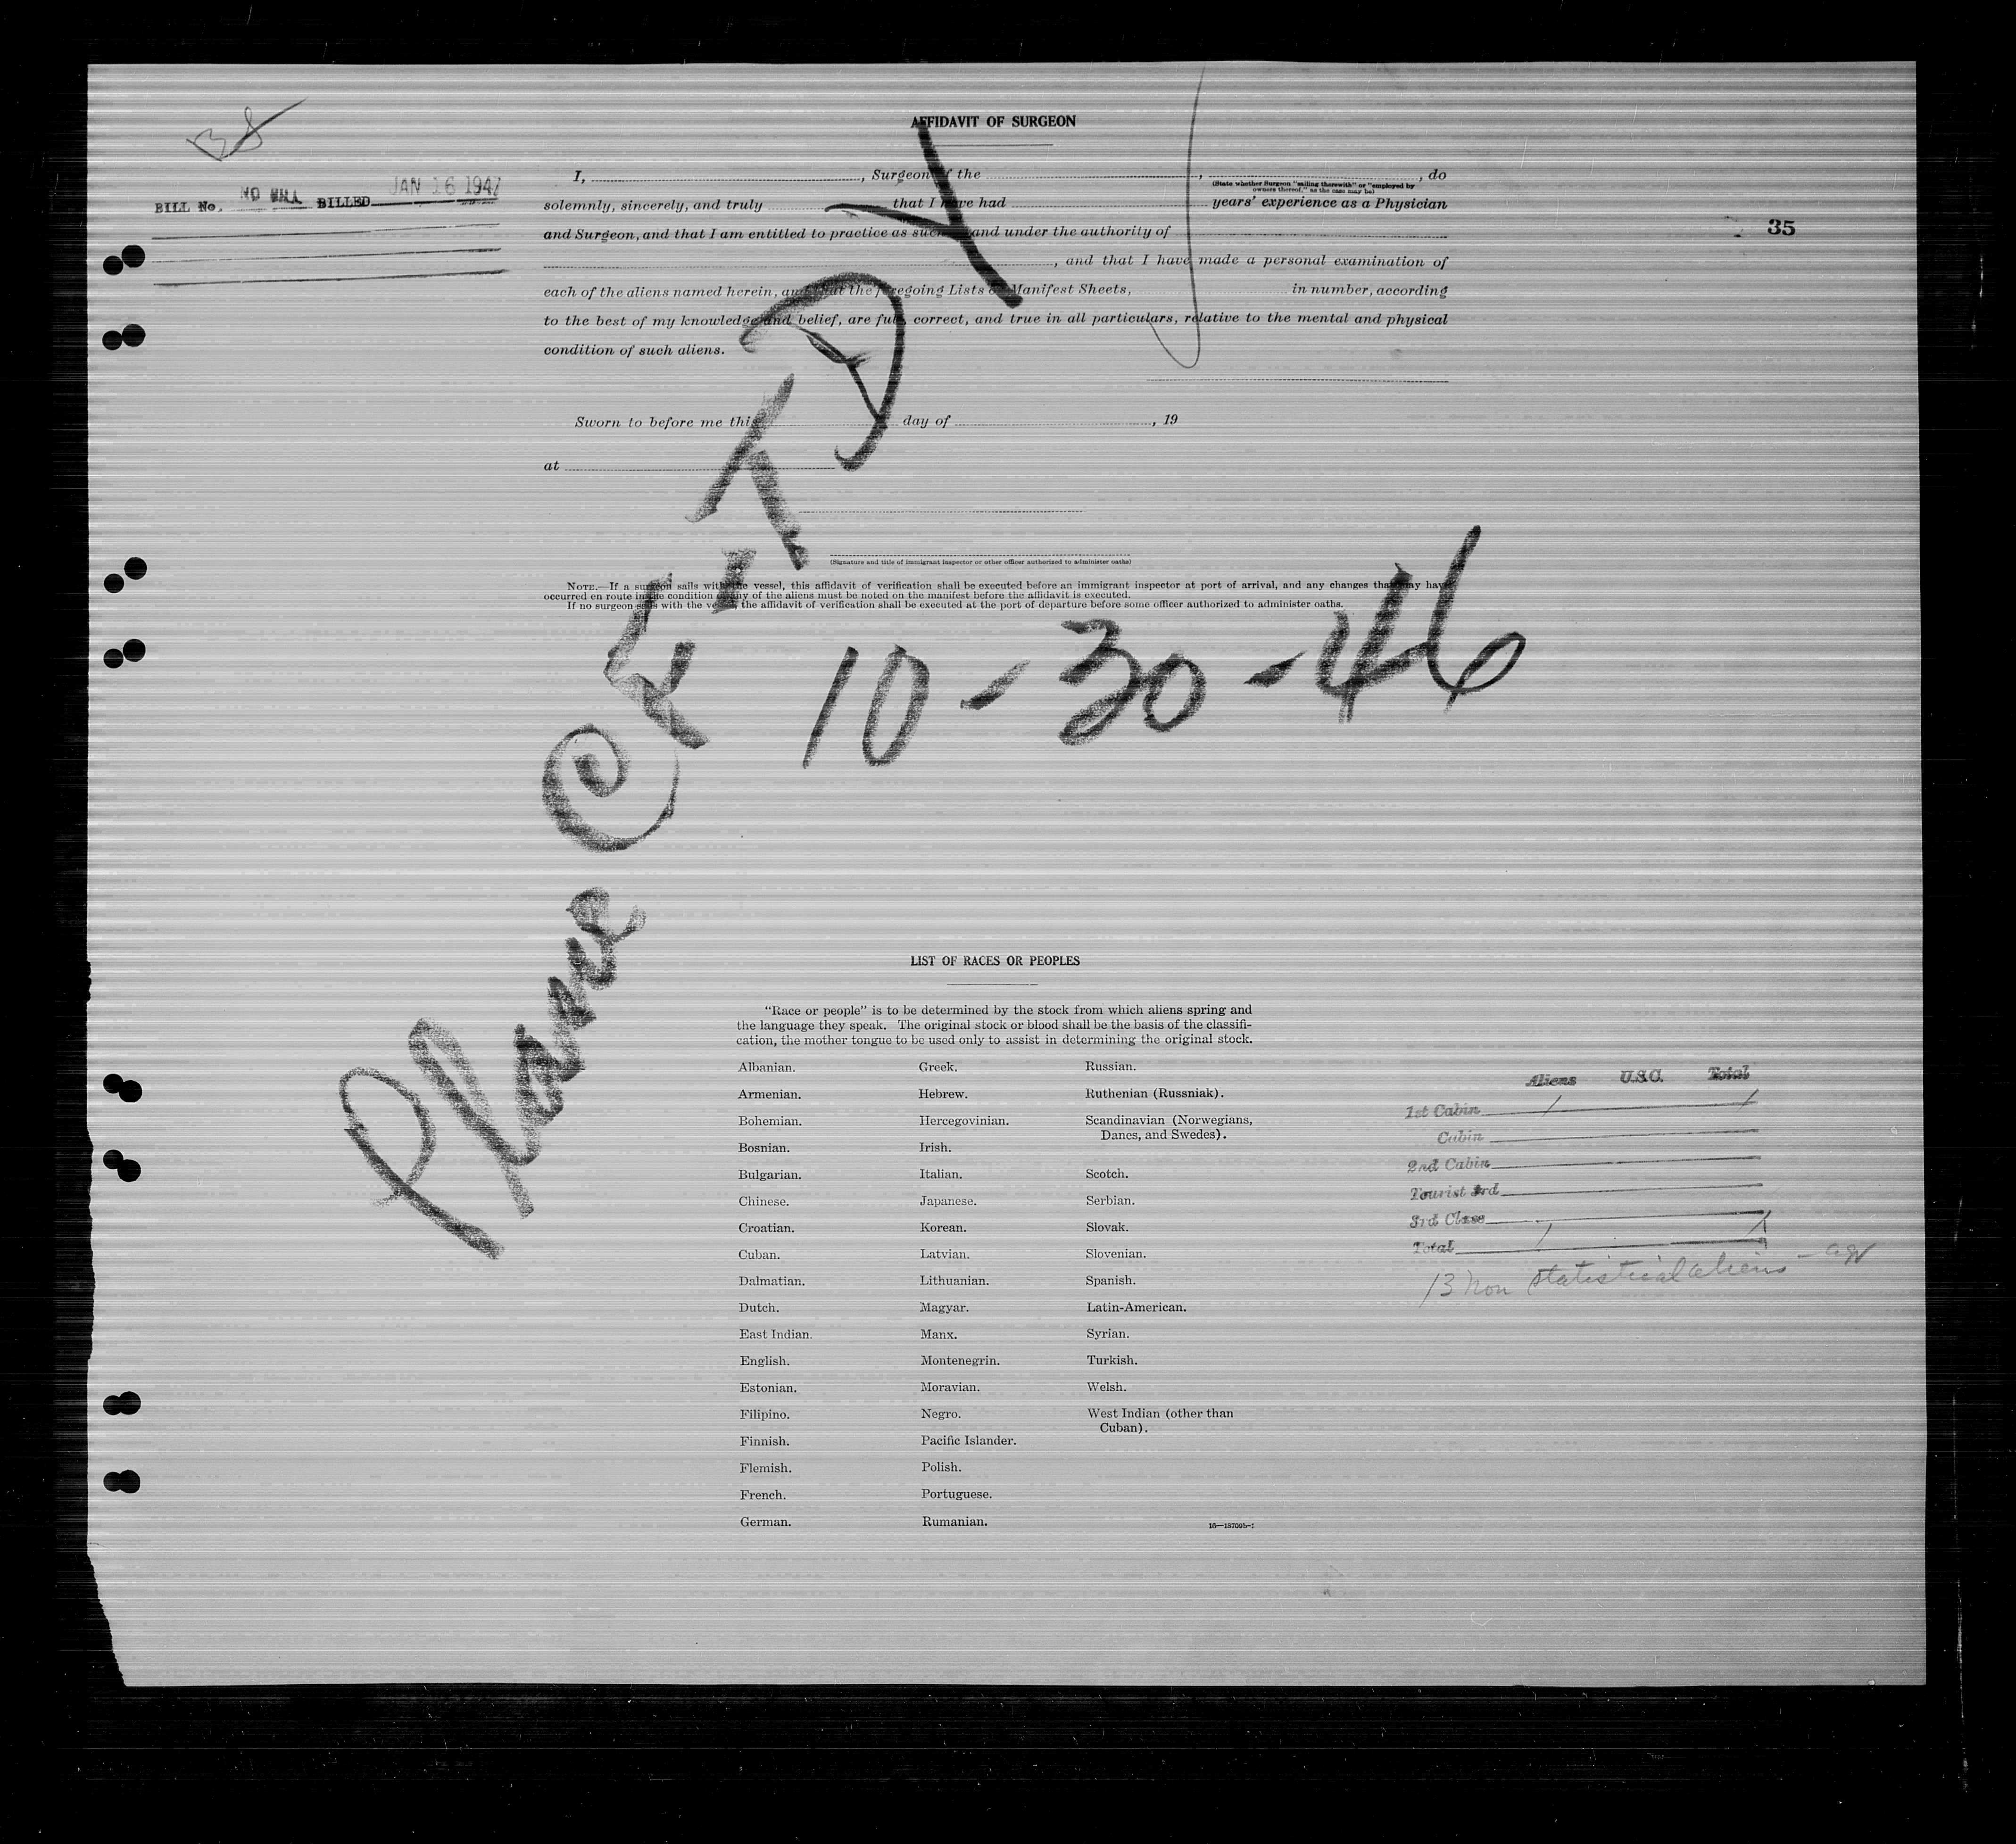 AFFIDAVIT OF SURGEON
BILL No. NO BILLED JAN 16 1947
35
I, , Surgeon of the , , do
(State whether Surgeon "sailing therewith" or "employed by
owners thereof," as the case may be)
solemnly, sincerely, and truly that I have had years' experience as a Physician
and Surgeon, and that I am entitled to practice as such and under the authority of
, and that I have made a personal examination of
each of the aliens named herein, and that the foregoing Lists or Manifest Sheets, in number, according
to the best of my knowledge and belief, are full, correct, and true in all particulars, relative to the mental and physical
condition of such aliens.
Sworn to before me this day of , 19
at
(Signature and title of immigrant inspector or other officer authorized to administer oaths)
NOTE.—If a surgeon sails with the vessel, this affidavit of verification shall be executed before an immigrant inspector at port of arrival, and any changes that may have
occurred en route in the condition of any of the aliens must be noted on the manifest before the affidavit is executed.
If no surgeon sails with the vessel, the affidavit of verification shall be executed at the port of departure before some officer authorized to administer oaths.
Plane
10-30-46
LIST OF RACES OR PEOPLES
"Race or people" is to be determined by the stock from which aliens spring and
the language they speak. The original stock or blood shall be the basis of the classifi-
cation, the mother tongue to be used only to assist in determining the original stock.
Albanian. Greek. Russian.
Armenian. Hebrew. Ruthenian (Russniak).
Bohemian. Hercegovinian. Scandinavian (Norwegians,
Danes, and Swedes).
Bosnian. Irish.
Bulgarian. Italian. Scotch.
Chinese. Japanese. Serbian.
Croatian. Korean. Slovak.
Cuban. Latvian. Slovenian.
Dalmatian. Lithuanian. Spanish.
Dutch. Magyar. Latin-American.
East Indian. Manx. Syrian.
English. Montenegrin. Turkish.
Estonian. Moravian. Welsh.
Filipino. Negro. West Indian (other than
Cuban).
Finnish. Pacific Islander.
Flemish. Polish.
French. Portuguese.
German. Rumanian.
Aliens U.S.C. Total
1st Cabin 1 1
Cabin
2nd Cabin
Tourist 3rd
3rd Class
Total 1 1
13 Non statistical aliens